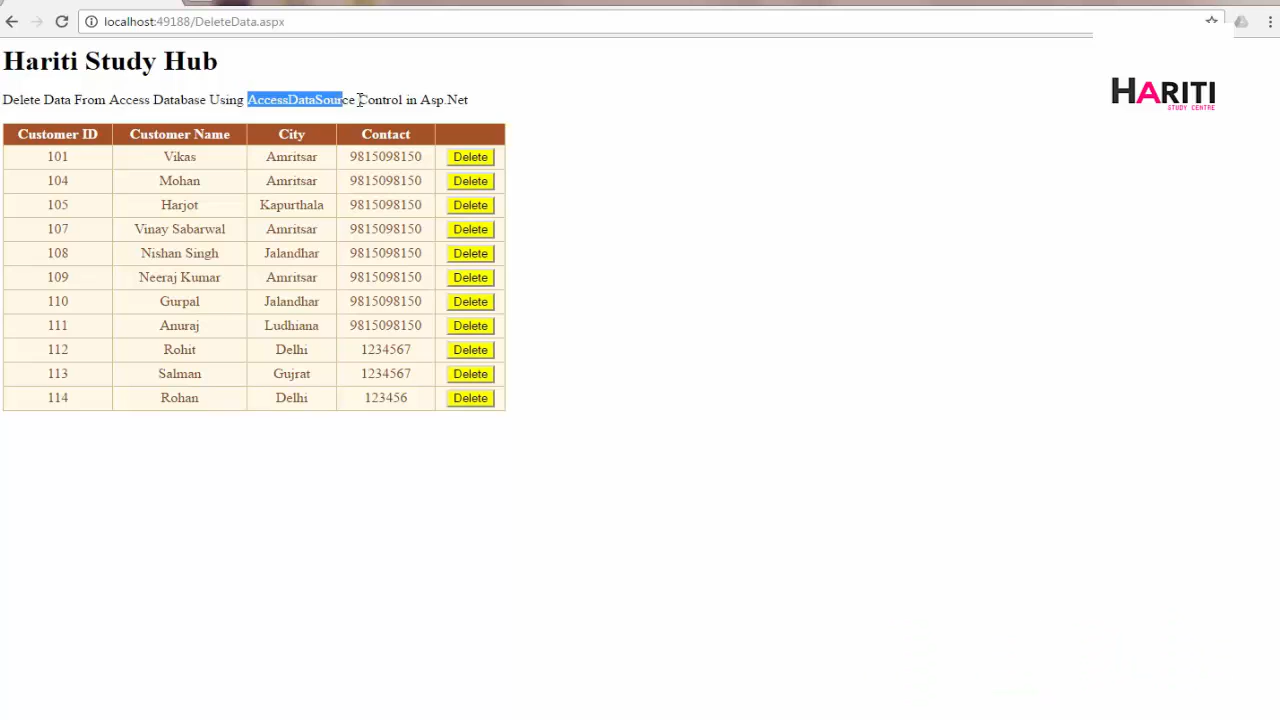 localhost:49188/DeleteData.aspx
Hariti Study Hub
HARITI
STUDY CENTRE
Delete Data From Access Database Using AccessDataSource Control in Asp.Net
Customer ID Customer Name City Contact
101 Vikas Amritsar 9815098150 Delete
104 Mohan Amritsar 9815098150 Delete
105 Harjot Kapurthala 9815098150 Delete
107 Vinay Sabarwal Amritsar 9815098150 Delete
108 Nishan Singh Jalandhar 9815098150 Delete
109 Neeraj Kumar Amritsar 9815098150 Delete
110 Gurpal Jalandhar 9815098150 Delete
111 Anuraj Ludhiana 9815098150 Delete
112 Rohit Delhi 1234567 Delete
113 Salman Gujrat 1234567 Delete
114 Rohan Delhi 123456 Delete